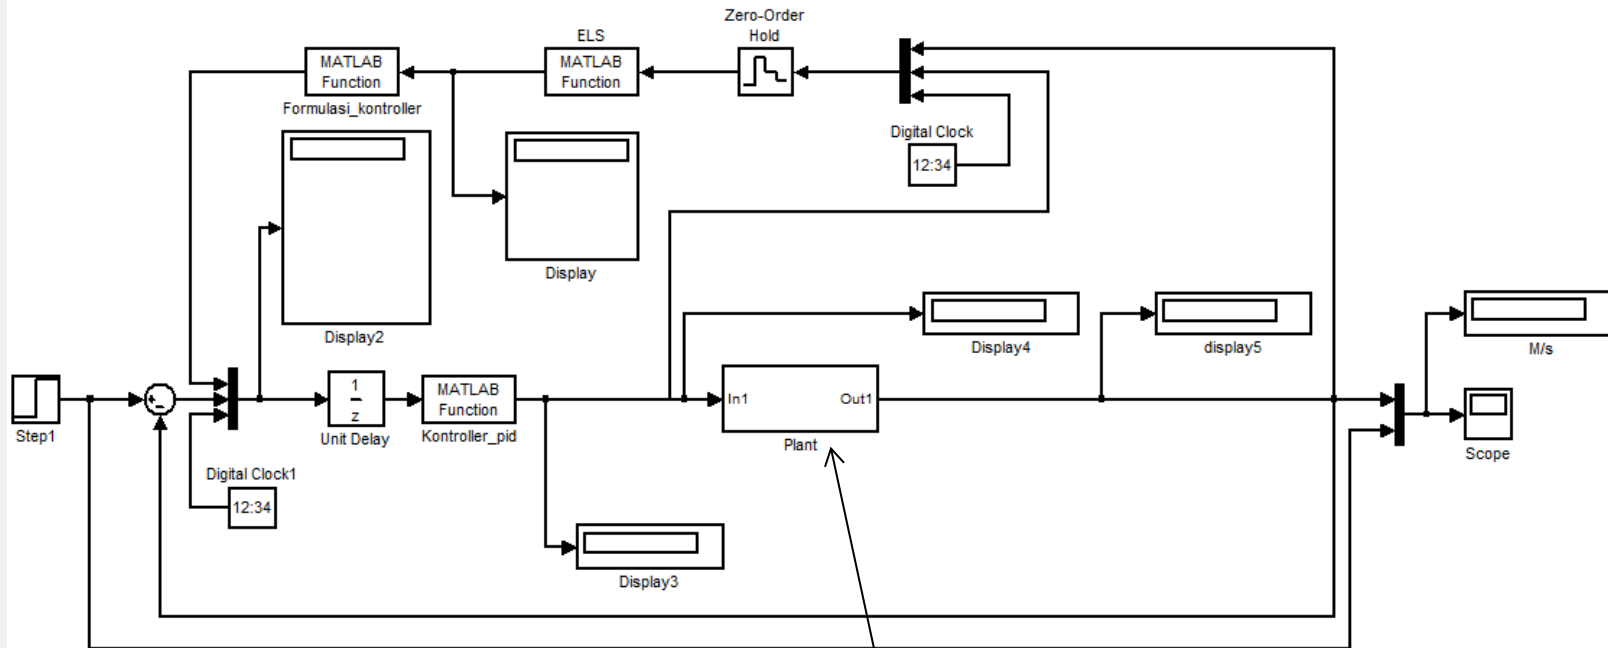 Zero-Order
Hold
ELS
MATLAB
Function
MATLAB
Function
Formulasi_kontroller
Digital Clock
12:34
Display
Display2
Display4
display5
M/s
1
z
Unit Delay
MATLAB
Function
Kontroller_pid
In1
Out1
Plant
Step1
Scope
Digital Clock1
12:34
Display3